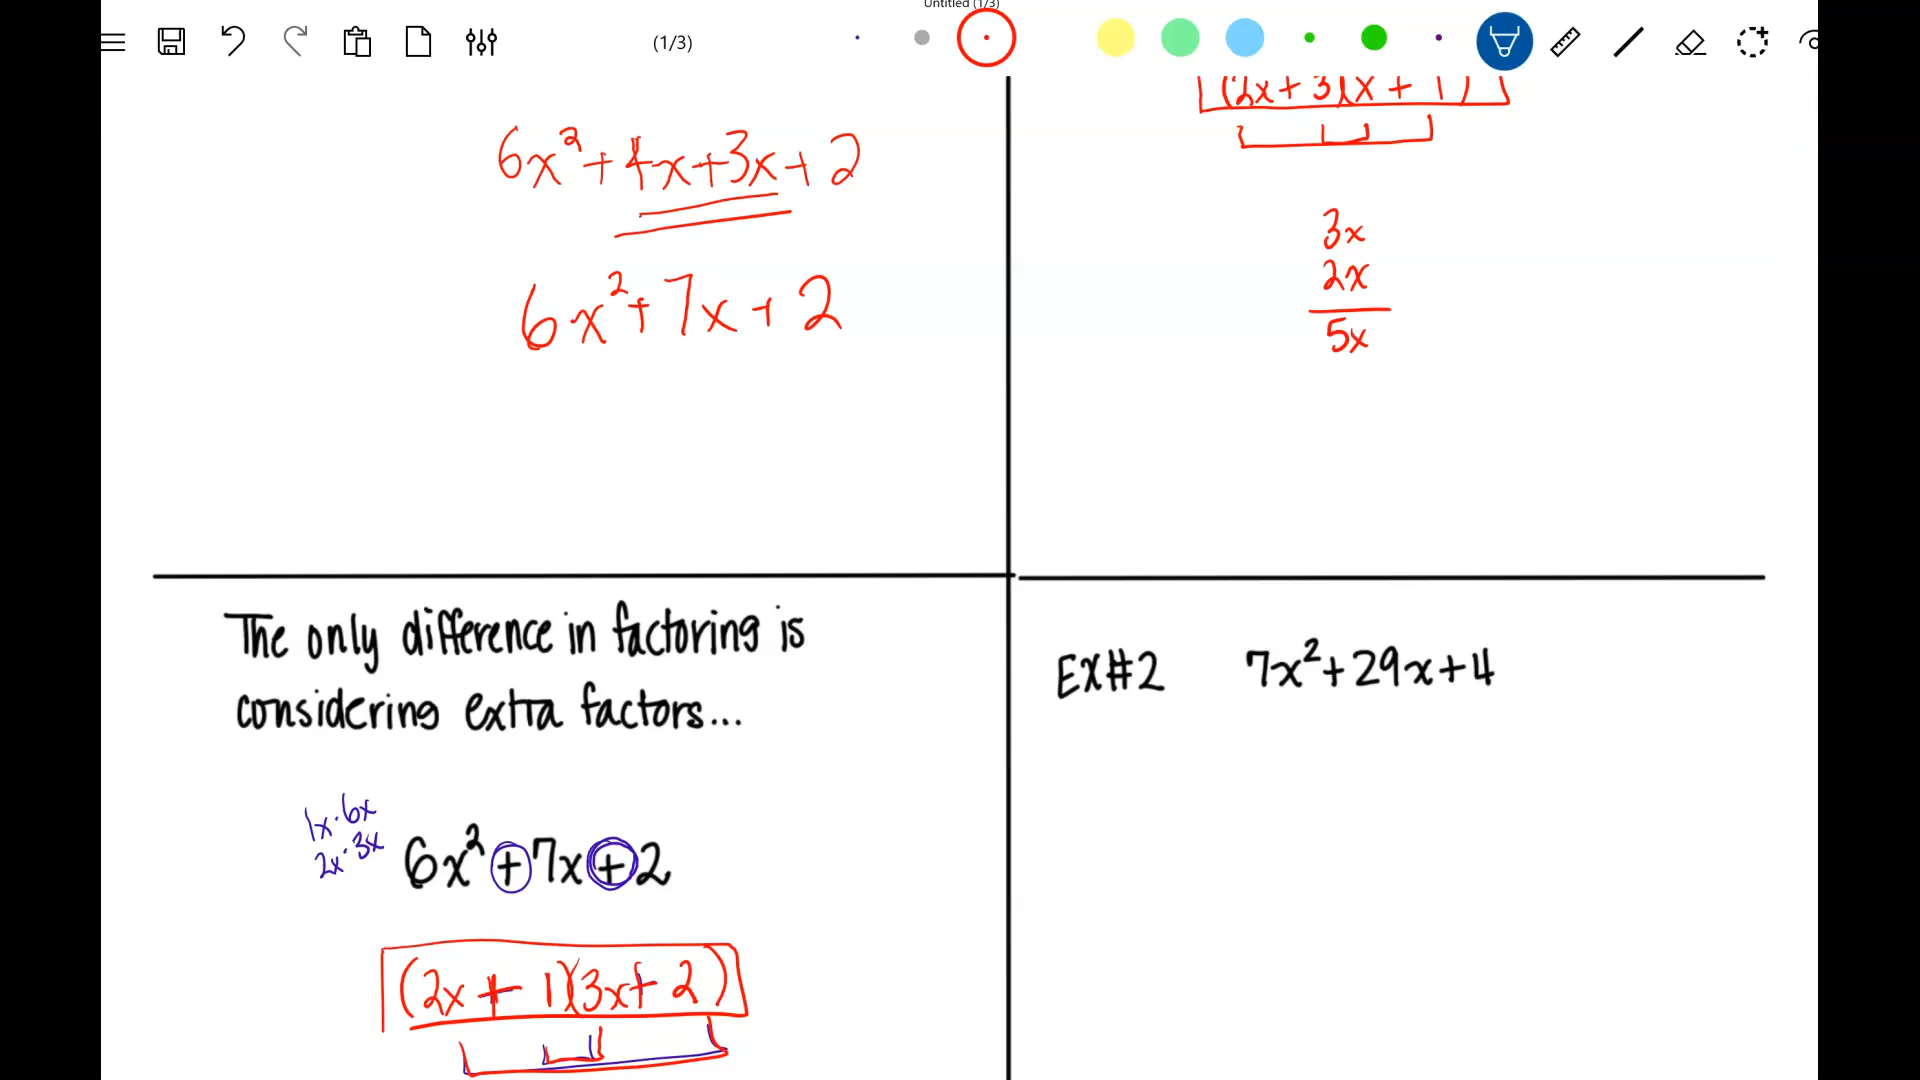 Untitled (1/3)
(1/3)
6x² + 4x + 3x + 2
6x² + 7x + 2
(2x + 3)(x + 1)
3x
2x
5x
The only difference in factoring is
considering extra factors...
1x · 6x
2x · 3x
6x² + 7x + 2
(2x + 1)(3x + 2)
EX#2 7x² + 29x + 4